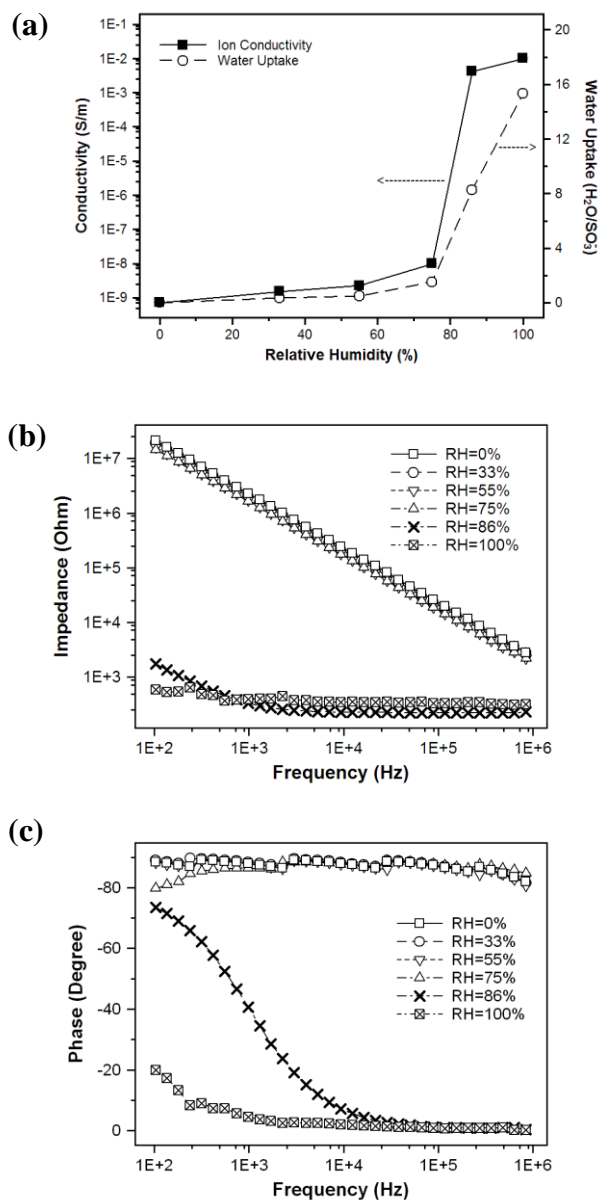 (a)
1E-1
1E-2
1E-3
1E-4
1E-5
1E-6
1E-7
1E-8
1E-9
Conductivity (S/m)
Ion Conductivity
Water Uptake
20
16
12
8
4
0
Water Uptake (H₂O/SO₃)
0 20 40 60 80 100
Relative Humidity (%)
(b)
1E+7
1E+6
1E+5
1E+3
Impedance (Ohm)
RH=0%
RH=33%
RH=55%
RH=75%
RH=86%
RH=100%
1E+2 1E+3 1E+4 1E+5 1E+6
Frequency (Hz)
(c)
-80
-60
-40
-20
0
Phase (Degree)
RH=0%
RH=33%
RH=55%
RH=75%
RH=86%
RH=100%
1E+2 1E+3 1E+4 1E+5 1E+6
Frequency (Hz)